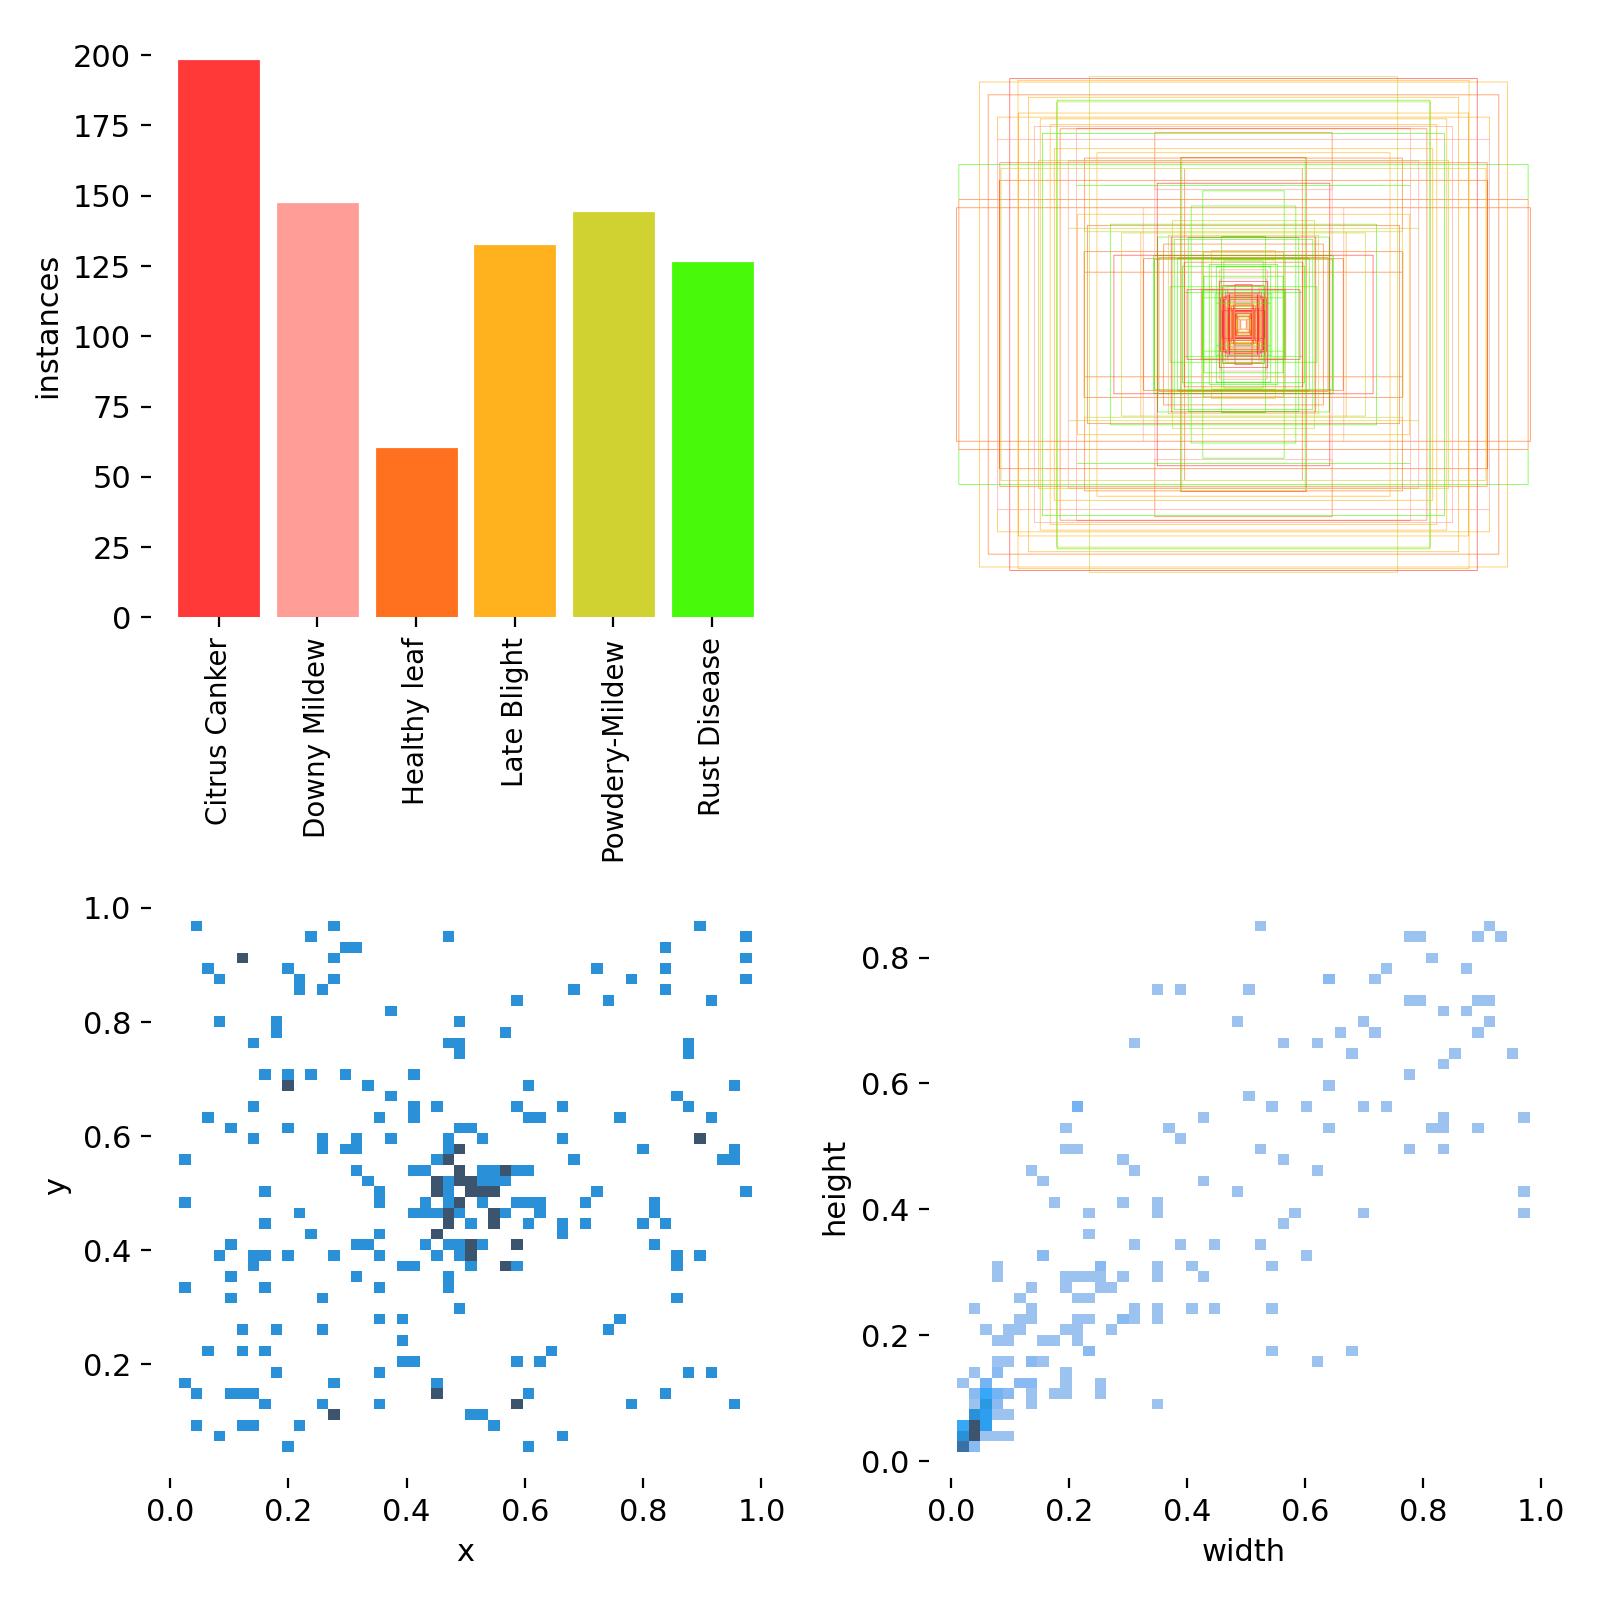 200
175
150
125
100
75
50
25
0
instances
Citrus Canker
Downy Mildew
Healthy leaf
Late Blight
Powdery-Mildew
Rust Disease
1.0
0.8
0.6
0.4
0.2
y
0.0 0.2 0.4 0.6 0.8 1.0
x
0.8
0.6
0.4
0.2
0.0
height
0.0 0.2 0.4 0.6 0.8 1.0
width